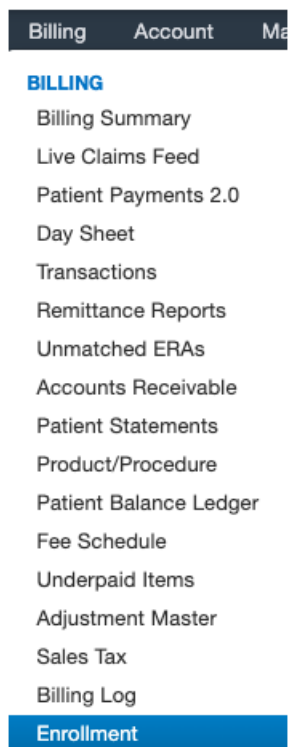 Billing Account
BILLING
Billing Summary
Live Claims Feed
Patient Payments 2.0
Day Sheet
Transactions
Remittance Reports
Unmatched ERAs
Accounts Receivable
Patient Statements
Product/Procedure
Patient Balance Ledger
Fee Schedule
Underpaid Items
Adjustment Master
Sales Tax
Billing Log
Enrollment